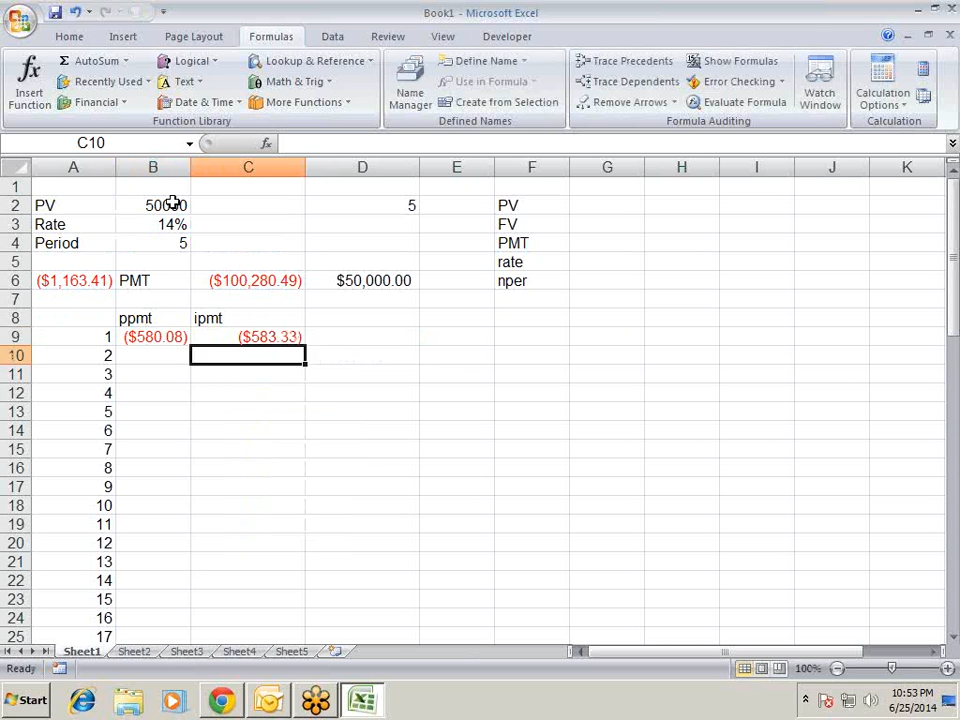 Book1 - Microsoft Excel
Home Insert Page Layout Formulas Data Review View Developer
fx
Insert Function
AutoSum
Recently Used
Financial
Logical
Text
Date & Time
Lookup & Reference
Math & Trig
More Functions
Function Library
Name Manager
Define Name
Use in Formula
Create from Selection
Defined Names
Trace Precedents
Trace Dependents
Remove Arrows
Show Formulas
Error Checking
Evaluate Formula
Formula Auditing
Watch Window
Calculation Options
Calculation
C10 fx
A B C D E F G H I J K
1
2 PV 50000 5 PV
3 Rate 14% FV
4 Period 5 PMT
5 rate
6 ($1,163.41) PMT ($100,280.49) $50,000.00 nper
7
8 ppmt ipmt
9 1 ($580.08) ($583.33)
10 2
11 3
12 4
13 5
14 6
15 7
16 8
17 9
18 10
19 11
20 12
21 13
22 14
23 15
24 16
25 17
Sheet1 Sheet2 Sheet3 Sheet4 Sheet5
Ready 100%
Start 10:53 PM
6/25/2014